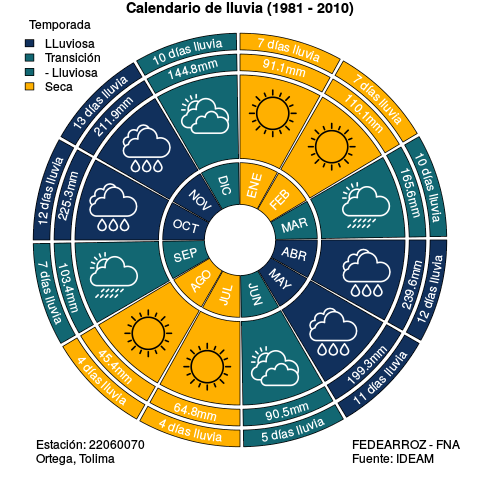 Calendario de lluvia (1981 - 2010)
Temporada
LLuviosa
Transición
- Lluviosa
Seca
7 días lluvia
91.1mm
ENE
7 días lluvia
110.1mm
FEB
10 días lluvia
165.6mm
MAR
12 días lluvia
239.6mm
ABR
11 días lluvia
199.3mm
MAY
5 días lluvia
90.5mm
JUN
4 días lluvia
64.8mm
JUL
4 días lluvia
45.4mm
AGO
7 días lluvia
103.4mm
SEP
12 días lluvia
225.3mm
OCT
13 días lluvia
211.9mm
NOV
10 días lluvia
144.8mm
DIC
Estación: 22060070
Ortega, Tolima
FEDEARROZ - FNA
Fuente: IDEAM